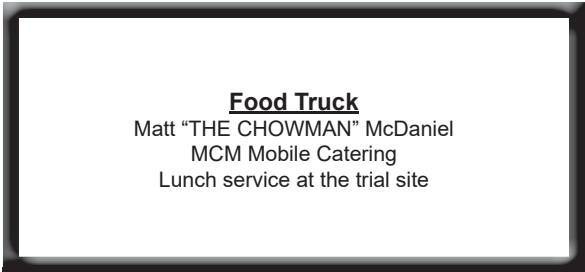 Food Truck
Matt “THE CHOWMAN” McDaniel
MCM Mobile Catering
Lunch service at the trial site